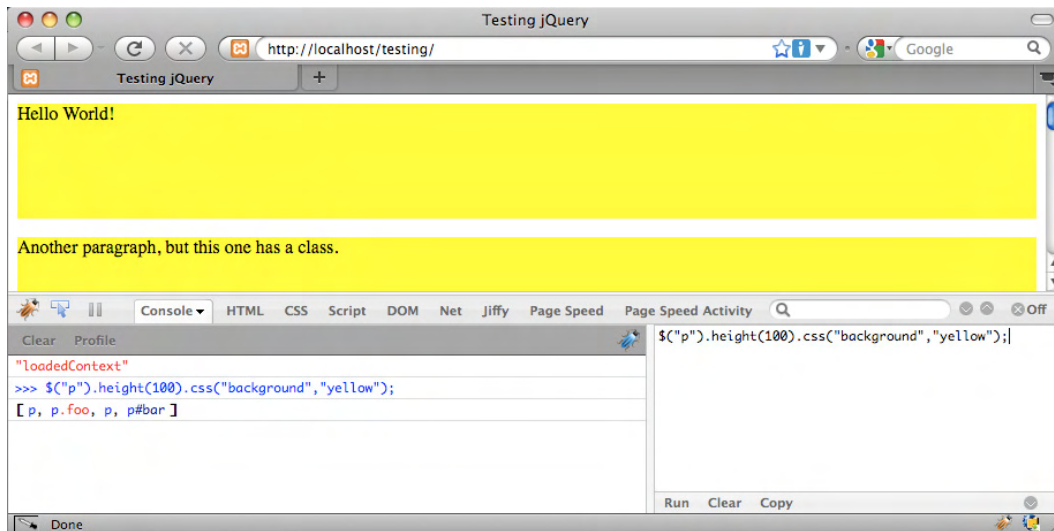 Testing jQuery
http://localhost/testing/
Google
Testing jQuery
+
Hello World!
Another paragraph, but this one has a class.
Console HTML CSS Script DOM Net Jiffy Page Speed Page Speed Activity Off
Clear Profile
"loadedContext"
>>> $("p").height(100).css("background","yellow");
[ p, p.foo, p, p#bar ]
$("p").height(100).css("background","yellow");
Run Clear Copy
Done